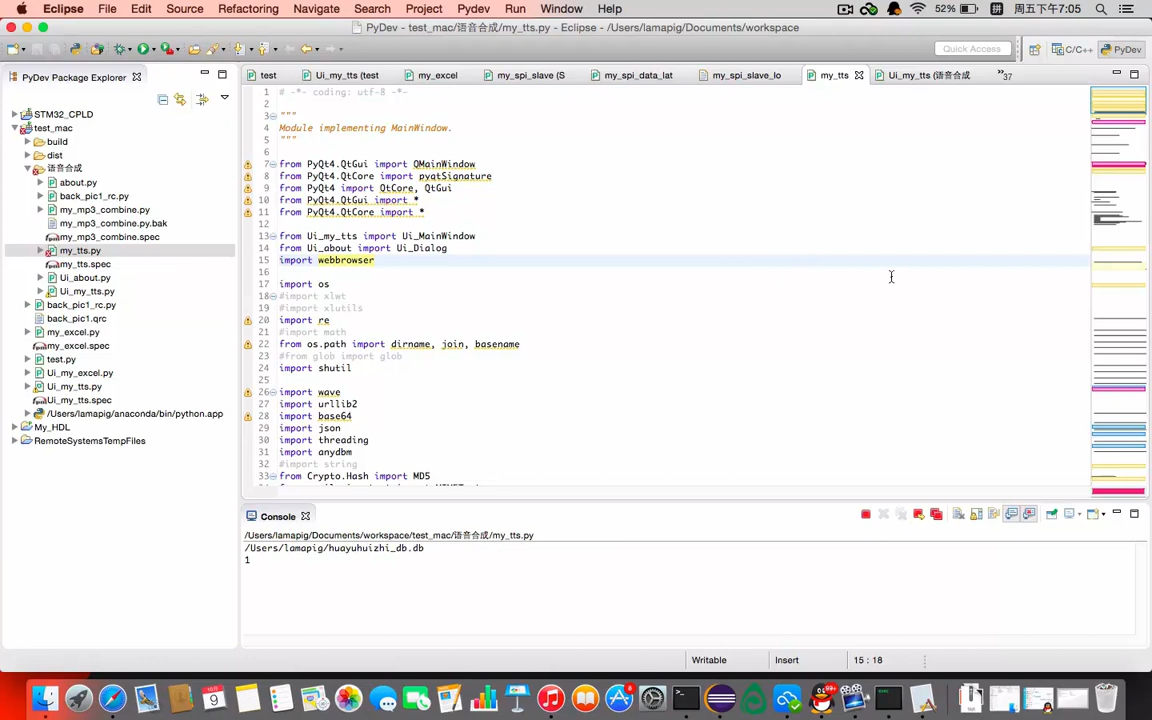 Eclipse File Edit Source Refactoring Navigate Search Project Pydev Run Window Help 52% 拼 周五下午7:05
PyDev - test_mac/语音合成/my_tts.py - Eclipse - /Users/lamapig/Documents/workspace
Quick Access C/C++ PyDev
PyDev Package Explorer
STM32_CPLD
test_mac
build
dist
语音合成
about.py
back_pic1_rc.py
my_mp3_combine.py
my_mp3_combine.py.bak
my_mp3_combine.spec
my_tts.py
my_tts.spec
Ui_about.py
Ui_my_tts.py
back_pic1_rc.py
back_pic1.qrc
my_excel.py
my_excel.spec
test.py
Ui_my_excel.py
Ui_my_tts.py
Ui_my_tts.spec
/Users/lamapig/anaconda/bin/python.app
My_HDL
RemoteSystemsTempFiles
test Ui_my_tts (test my_excel my_spi_slave (S my_spi_data_lat my_spi_slave_lo my_tts Ui_my_tts (语音合成 »37
1 # -*- coding: utf-8 -*-
2
3 """
4 Module implementing MainWindow.
5 """
6
7 from PyQt4.QtGui import QMainWindow
8 from PyQt4.QtCore import pyqtSignature
9 from PyQt4 import QtCore, QtGui
10 from PyQt4.QtGui import *
11 from PyQt4.QtCore import *
12
13 from Ui_my_tts import Ui_MainWindow
14 from Ui_about import Ui_Dialog
15 import webbrowser
16
17 import os
18 #import xlwt
19 #import xlutils
20 import re
21 #import math
22 from os.path import dirname, join, basename
23 #from glob import glob
24 import shutil
25
26 import wave
27 import urllib2
28 import base64
29 import json
30 import threading
31 import anydbm
32 #import string
33 from Crypto.Hash import MD5
Console
/Users/lamapig/Documents/workspace/test_mac/语音合成/my_tts.py
/Users/lamapig/huayuhuizhi_db.db
1
Writable Insert 15 : 18
9 8 99+